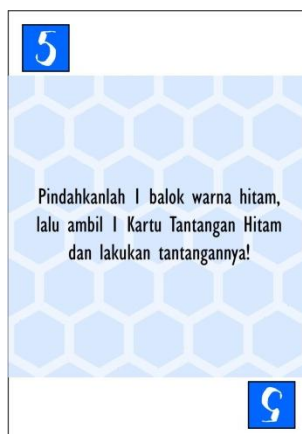 5
Pindahkanlah 1 balok warna hitam,
lalu ambil 1 Kartu Tantangan Hitam
dan lakukan tantangannya!
5